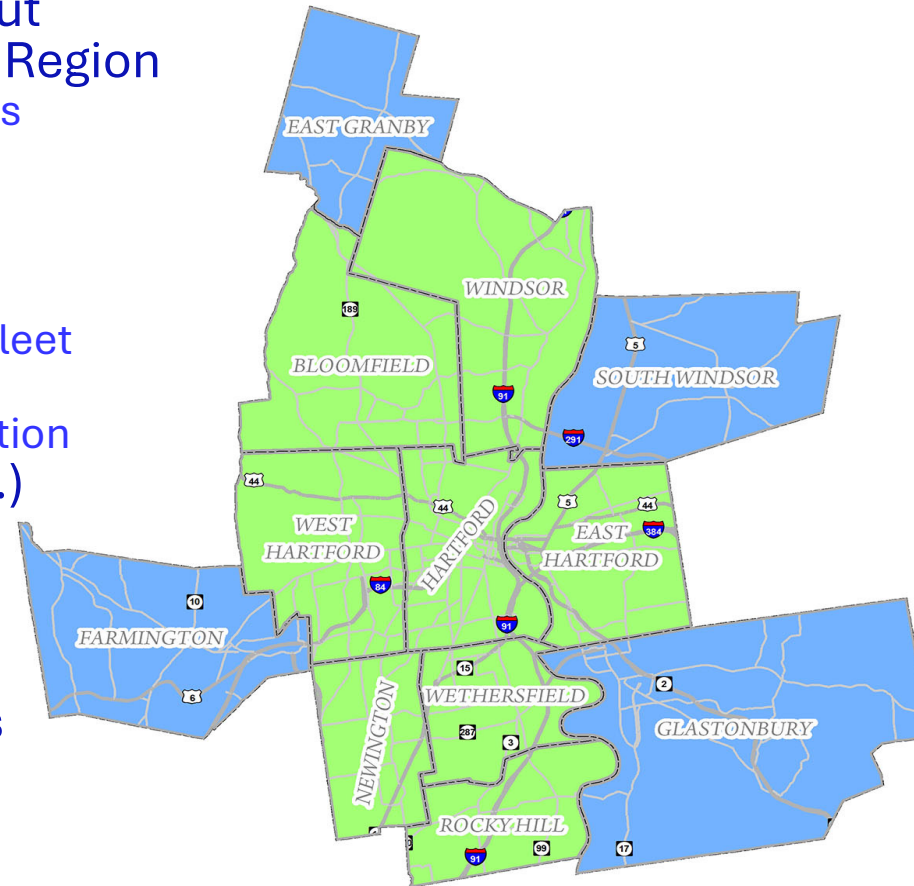 ut
Region
s
EAST GRANBY
WINDSOR
189
leet
5
BLOOMFIELD
SOUTH WINDSOR
91
tion
291
.)
44
44
5
44
WEST
HARTFORD
HARTFORD
EAST
HARTFORD
384
84
10
91
FARMINGTON
15
6
NEWINGTON
WETHERSFIELD
2
s
287
3
GLASTONBURY
ROCKY HILL
91
99
17